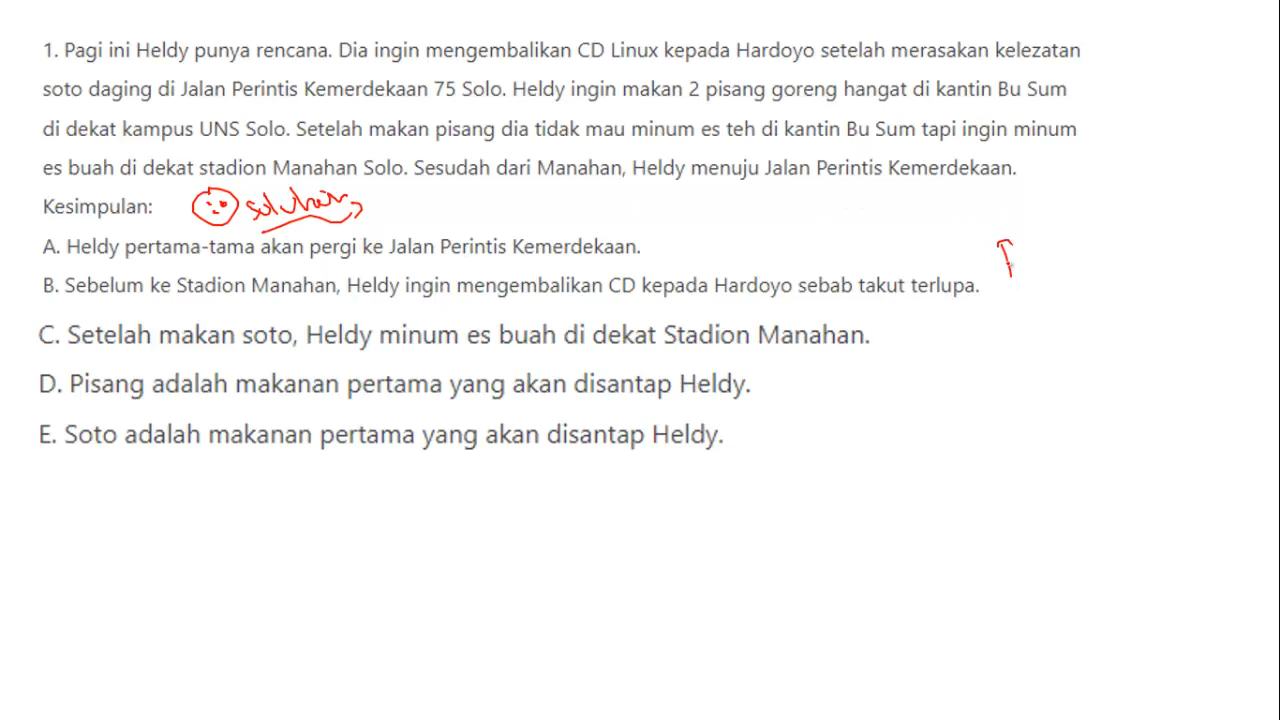 1. Pagi ini Heldy punya rencana. Dia ingin mengembalikan CD Linux kepada Hardoyo setelah merasakan kelezatan
soto daging di Jalan Perintis Kemerdekaan 75 Solo. Heldy ingin makan 2 pisang goreng hangat di kantin Bu Sum
di dekat kampus UNS Solo. Setelah makan pisang dia tidak mau minum es teh di kantin Bu Sum tapi ingin minum
es buah di dekat stadion Manahan Solo. Sesudah dari Manahan, Heldy menuju Jalan Perintis Kemerdekaan.
Kesimpulan:
A. Heldy pertama-tama akan pergi ke Jalan Perintis Kemerdekaan.
B. Sebelum ke Stadion Manahan, Heldy ingin mengembalikan CD kepada Hardoyo sebab takut terlupa.
C. Setelah makan soto, Heldy minum es buah di dekat Stadion Manahan.
D. Pisang adalah makanan pertama yang akan disantap Heldy.
E. Soto adalah makanan pertama yang akan disantap Heldy.